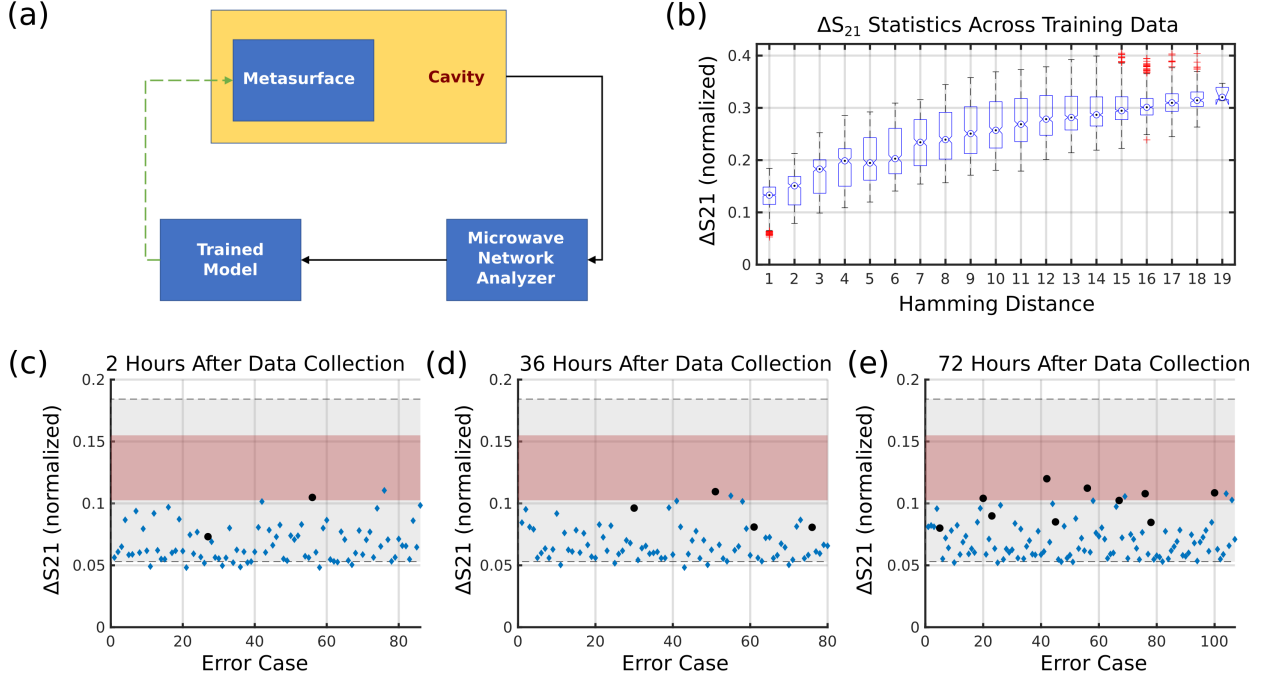 (a)
Metasurface
Cavity
Trained
Model
Microwave
Network
Analyzer
(b)
ΔS21 Statistics Across Training Data
ΔS21 (normalized)
0.4
0.3
0.2
0.1
0
1 2 3 4 5 6 7 8 9 10 11 12 13 14 15 16 17 18 19
Hamming Distance
(c)
2 Hours After Data Collection
ΔS21 (normalized)
0.2
0.15
0.1
0.05
0
0 20 40 60 80
Error Case
(d)
36 Hours After Data Collection
ΔS21 (normalized)
0.2
0.15
0.1
0.05
0
0 20 40 60 80
Error Case
(e)
72 Hours After Data Collection
ΔS21 (normalized)
0.2
0.15
0.1
0.05
0
0 20 40 60 80 100
Error Case